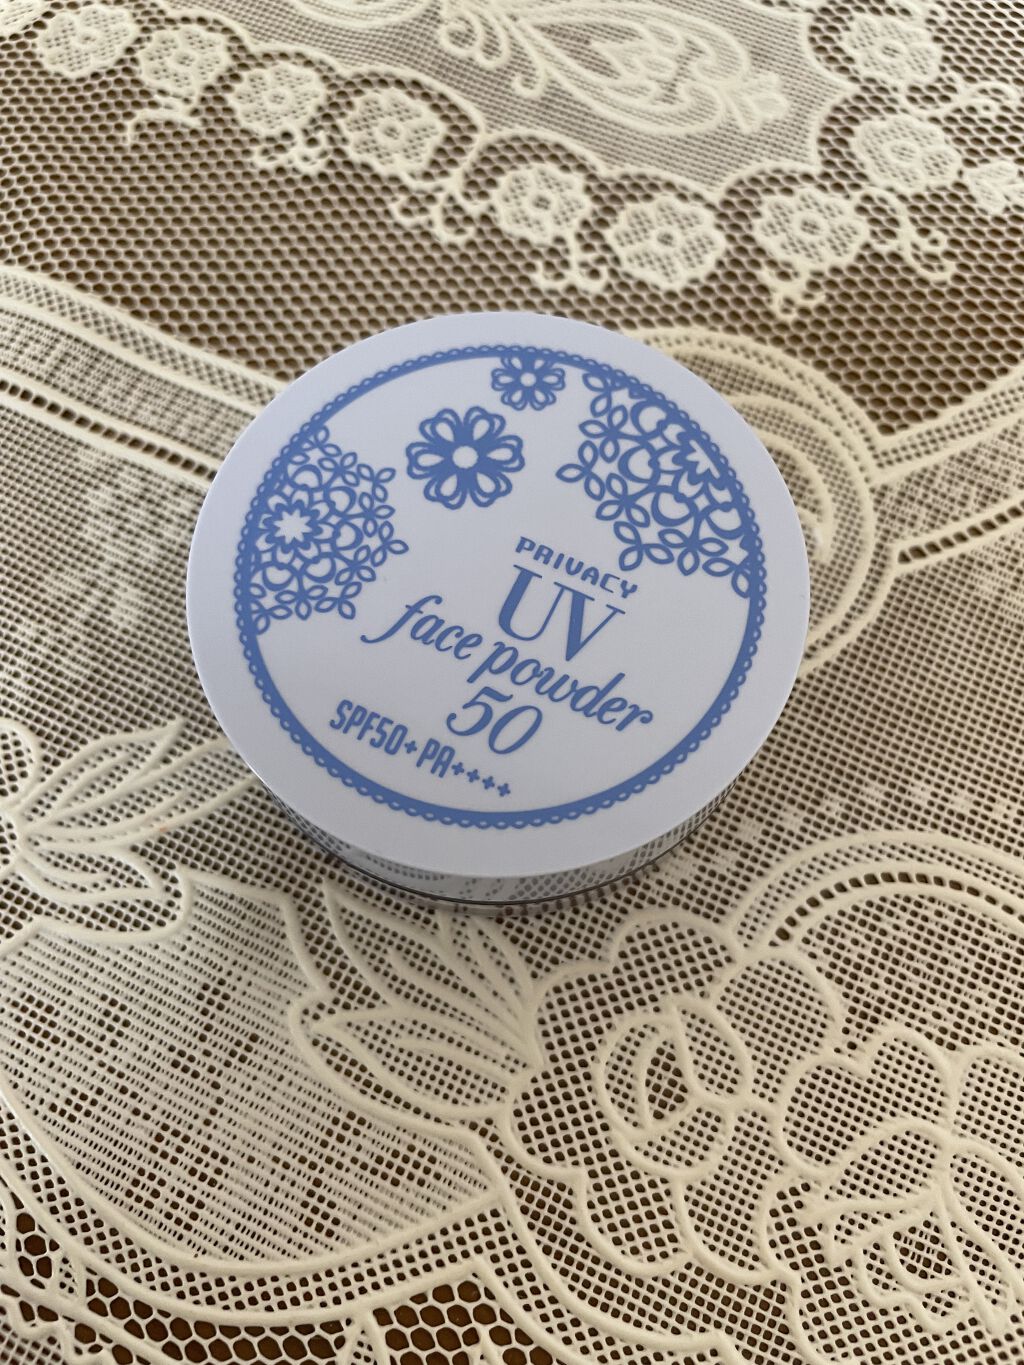 PRIVACY
UV
face powder
50
SPF50+PA++++